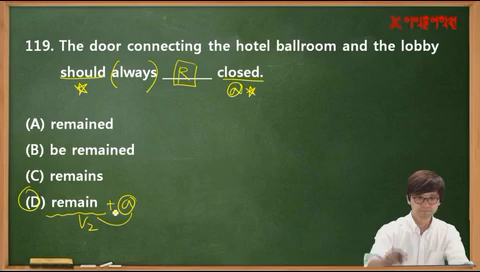 119. The door connecting the hotel ballroom and the lobby
should (always) R closed.
ⓐ
(A) remained
(B) be remained
(C) remains
(D) remain + ⓐ
V2